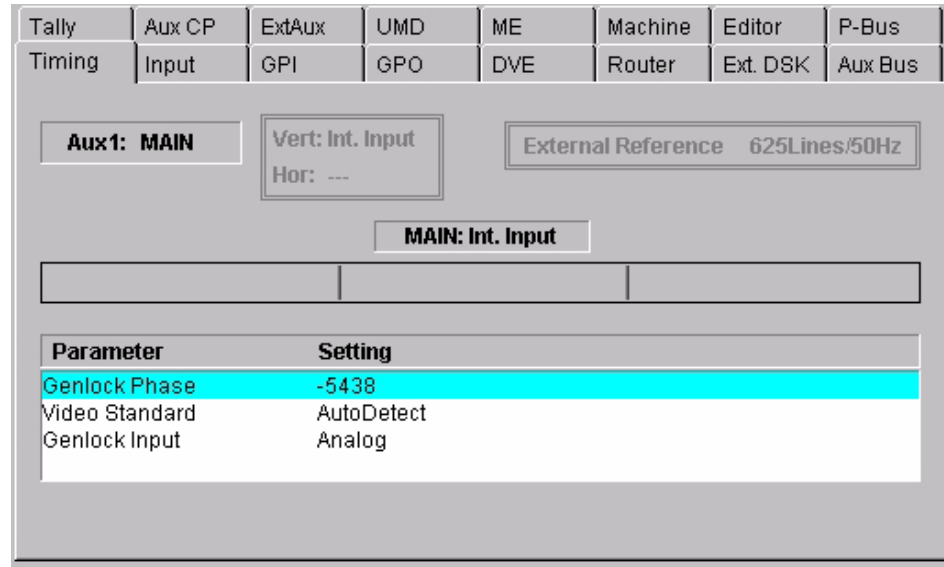 Tally Aux CP ExtAux UMD ME Machine Editor P-Bus
Timing Input GPI GPO DVE Router Ext. DSK Aux Bus
Aux1: MAIN Vert: Int. Input External Reference 625Lines/50Hz
Hor: ---
MAIN: Int. Input
Parameter Setting
Genlock Phase -5438
Video Standard AutoDetect
Genlock Input Analog